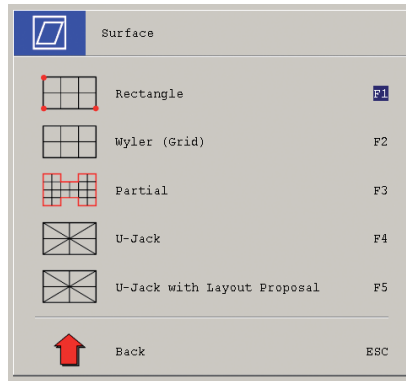 Surface
Rectangle F1
Wyler (Grid) F2
Partial F3
U-Jack F4
U-Jack with Layout Proposal F5
Back ESC